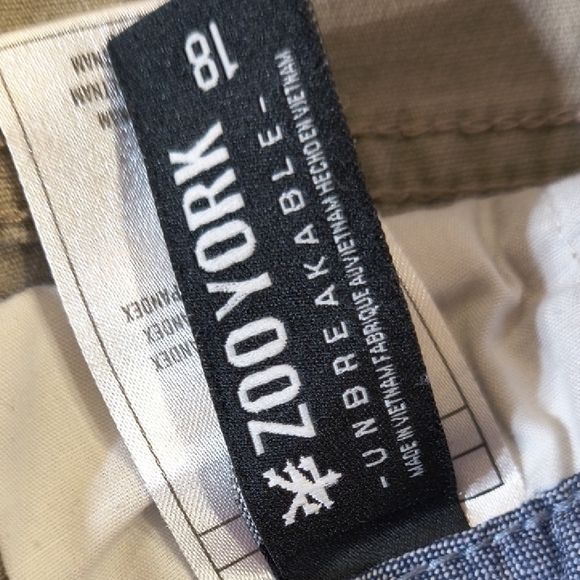 18
ZOO YORK
-UNBREAKABLE-
MADE IN VIETNAM FABRIQUE AU VIETNAM HECHO EN VIETNAM